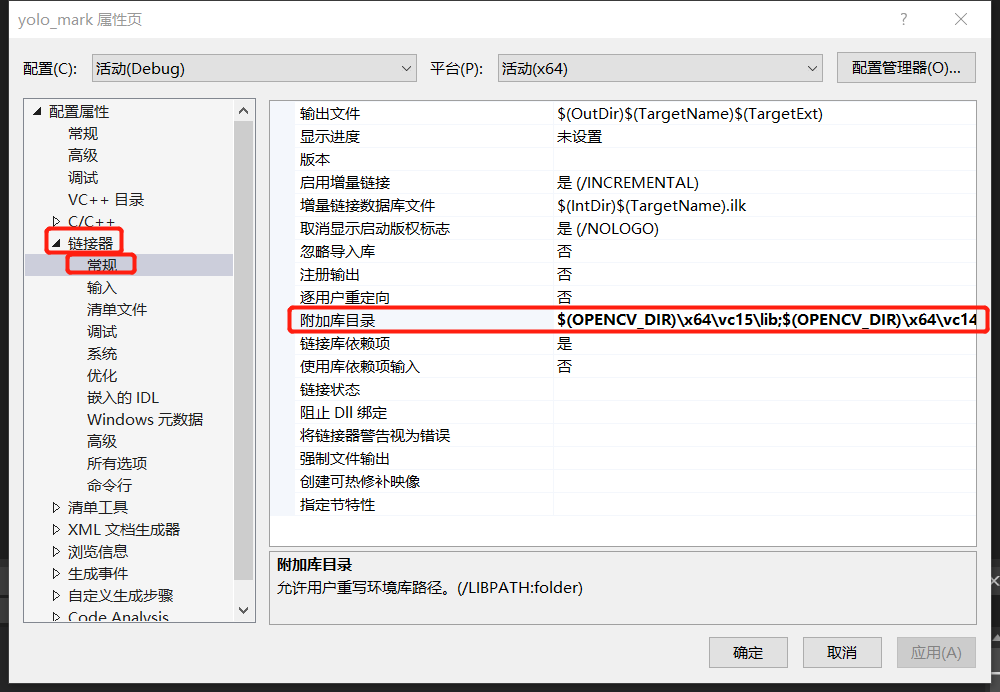 yolo_mark 属性页
配置(C): 活动(Debug) 平台(P): 活动(x64) 配置管理器(O)...
配置属性
常规
高级
调试
VC++ 目录
C/C++
链接器
常规
输入
清单文件
调试
系统
优化
嵌入的 IDL
Windows 元数据
高级
所有选项
命令行
清单工具
XML 文档生成器
浏览信息
生成事件
自定义生成步骤
Code Analysis
输出文件 $(OutDir)$(TargetName)$(TargetExt)
显示进度 未设置
版本
启用增量链接 是 (/INCREMENTAL)
增量链接数据库文件 $(IntDir)$(TargetName).ilk
取消显示启动版权标志 是 (/NOLOGO)
忽略导入库 否
注册输出 否
逐用户重定向 否
附加库目录 $(OPENCV_DIR)\x64\vc15\lib;$(OPENCV_DIR)\x64\vc14
链接库依赖项 是
使用库依赖项输入 否
链接状态
阻止 Dll 绑定
将链接器警告视为错误
强制文件输出
创建可热修补映像
指定节特性
附加库目录
允许用户重写环境库路径。(/LIBPATH:folder)
确定 取消 应用(A)